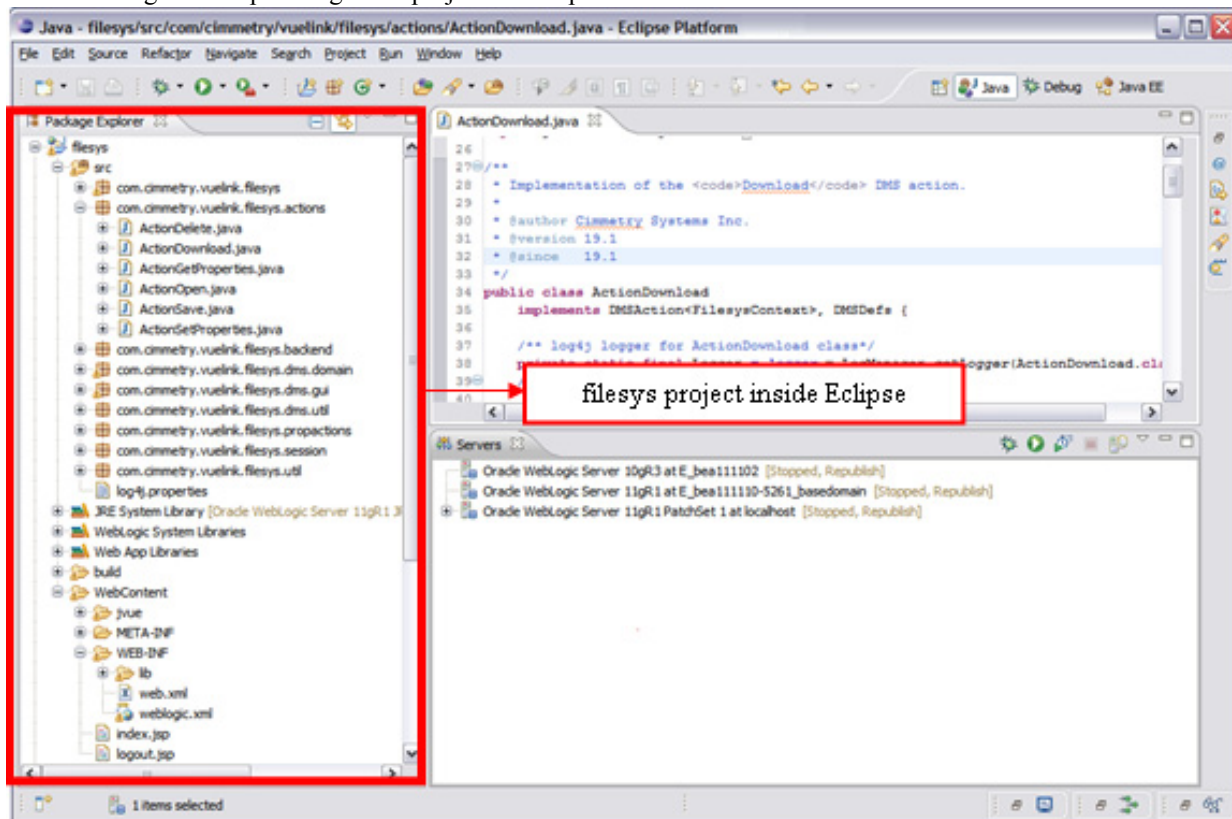 Java - filesys/src/com/cimmetry/vuelink/filesys/actions/ActionDownload.java - Eclipse Platform
File Edit Source Refactor Navigate Search Project Run Window Help
Java Debug Java EE
Package Explorer
filesys
src
com.cimmetry.vuelink.filesys
com.cimmetry.vuelink.filesys.actions
ActionDelete.java
ActionDownload.java
ActionGetProperties.java
ActionOpen.java
ActionSave.java
ActionSetProperties.java
com.cimmetry.vuelink.filesys.backend
com.cimmetry.vuelink.filesys.dms.domain
com.cimmetry.vuelink.filesys.dms.gui
com.cimmetry.vuelink.filesys.dms.util
com.cimmetry.vuelink.filesys.propactions
com.cimmetry.vuelink.filesys.session
com.cimmetry.vuelink.filesys.util
log4j.properties
JRE System Library [Oracle WebLogic Server 11gR1 J
WebLogic System Libraries
Web App Libraries
build
WebContent
jvue
META-INF
WEB-INF
lib
web.xml
weblogic.xml
index.jsp
logout.jsp
ActionDownload.java
26
27 /**
28 * Implementation of the <code>Download</code> DMS action.
29 *
30 * @author Cimmetry Systems Inc.
31 * @version 19.1
32 * @since 19.1
33 */
34 public class ActionDownload
35 implements DMSAction<FilesysContext>, DMSDefs {
36
37 /** log4j logger for ActionDownload class*/
38 private static final Logger m_logger = LogManager.getLogger(ActionDownload.cla
39
40
filesys project inside Eclipse
Servers
Oracle WebLogic Server 10gR3 at E_bea111102 [Stopped, Republish]
Oracle WebLogic Server 11gR1 at E_bea111110-5261_basedomain [Stopped, Republish]
Oracle WebLogic Server 11gR1 PatchSet 1 at localhost [Stopped, Republish]
1 items selected